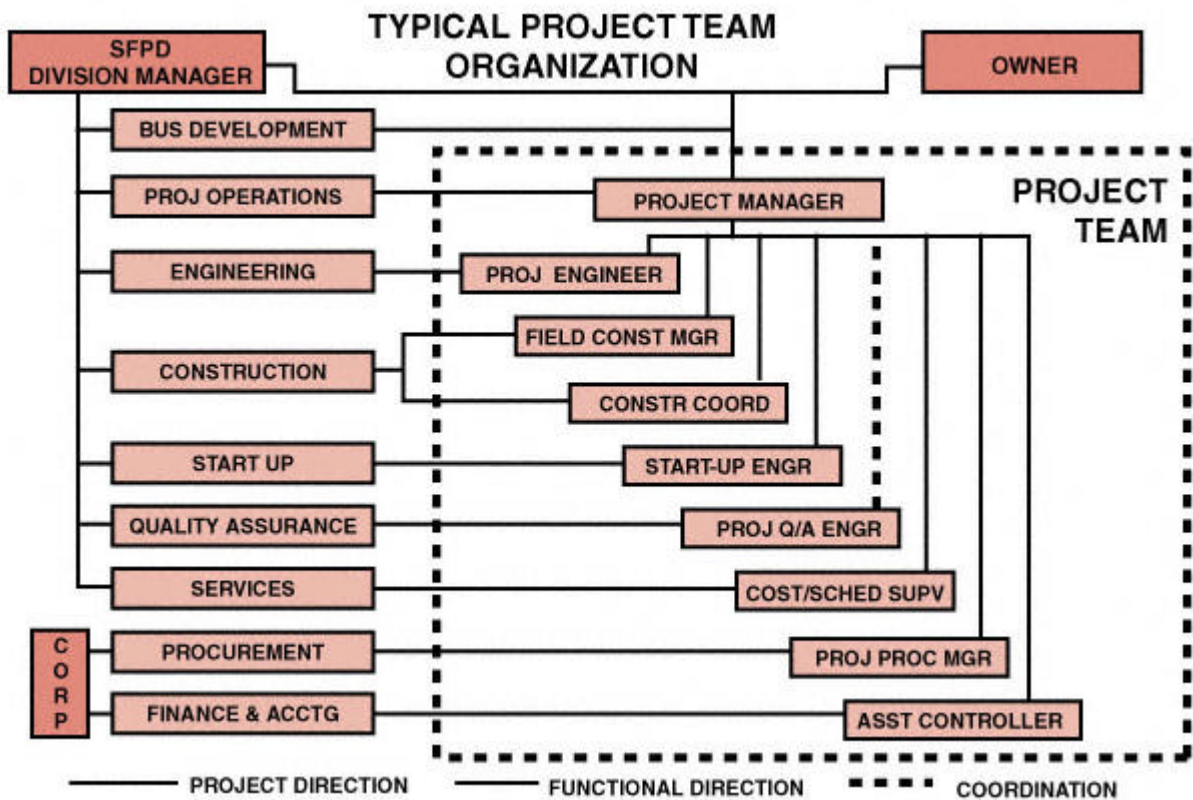 TYPICAL PROJECT TEAM
ORGANIZATION
SFPD
DIVISION MANAGER
OWNER
BUS DEVELOPMENT
PROJ OPERATIONS
PROJECT MANAGER
PROJECT
TEAM
ENGINEERING
PROJ ENGINEER
FIELD CONST MGR
CONSTRUCTION
CONSTR COORD
START UP
START-UP ENGR
QUALITY ASSURANCE
PROJ Q/A ENGR
SERVICES
COST/SCHED SUPV
C
O
R
P
PROCUREMENT
PROJ PROC MGR
FINANCE & ACCTG
ASST CONTROLLER
PROJECT DIRECTION
FUNCTIONAL DIRECTION
COORDINATION